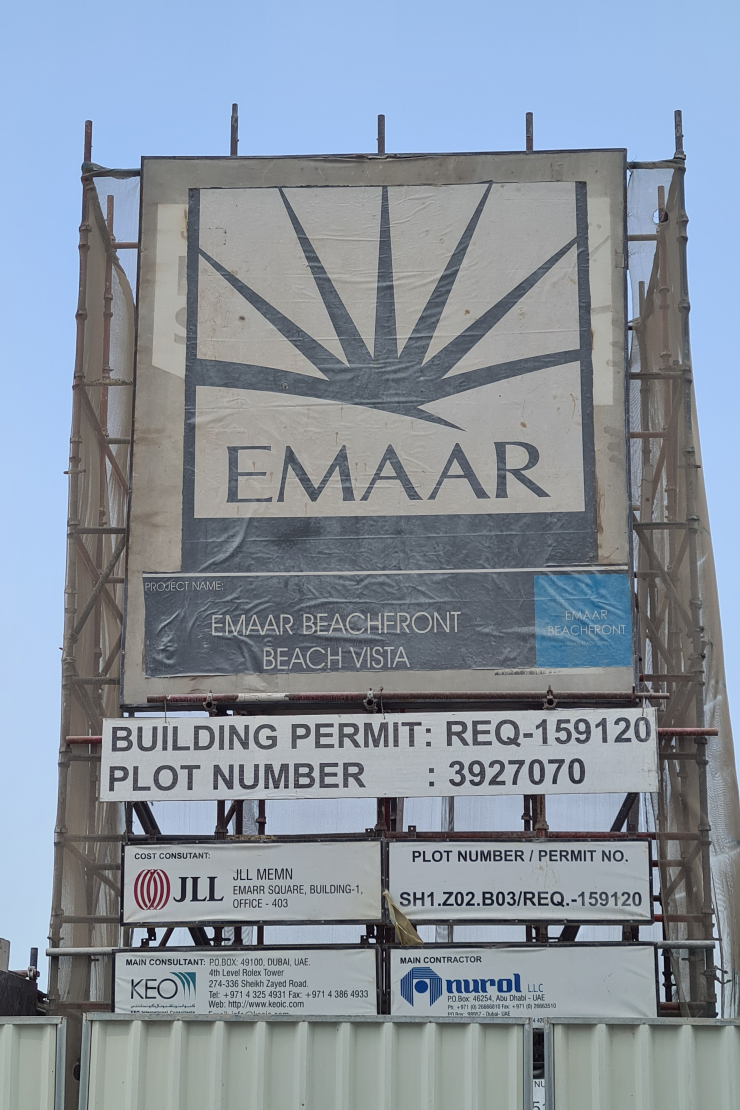 EMAAR
PROJECT NAME:
EMAAR BEACHFRONT
BEACH VISTA
EMAAR
BEACHFRONT
BUILDING PERMIT: REQ-159120
PLOT NUMBER : 3927070
COST CONSUTANT:
JLL
JLL MEMN
EMARR SQUARE, BUILDING-1,
OFFICE - 403
PLOT NUMBER / PERMIT NO.
SH1.Z02.B03/REQ.-159120
MAIN CONSULTANT: P.O.BOX: 49100, DUBAI, UAE.
4th Level Rolex Tower
274-336 Sheikh Zayed Road.
Tel: +971 4 325 4931 Fax: +971 4 386 4933
Web: http://www.keoic.com
KEO
MAIN CONTRACTOR
nurol LLC
P.O.Box: 46254, Abu Dhabi - UAE